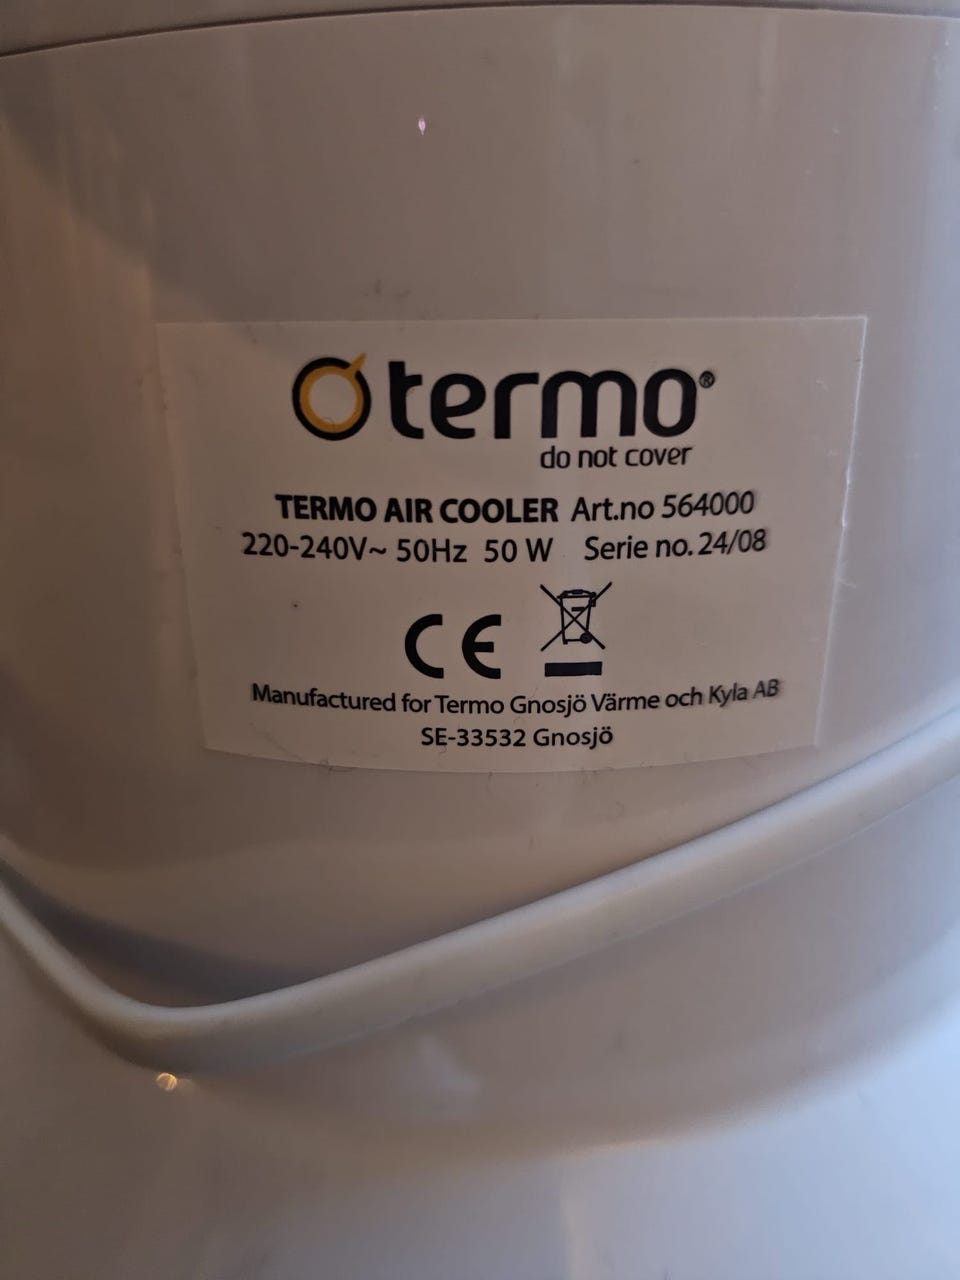 termo®
do not cover
TERMO AIR COOLER Art.no 564000
220-240V~ 50Hz 50 W Serie no. 24/08
CE
Manufactured for Termo Gnosjö Värme och Kyla AB
SE-33532 Gnosjö